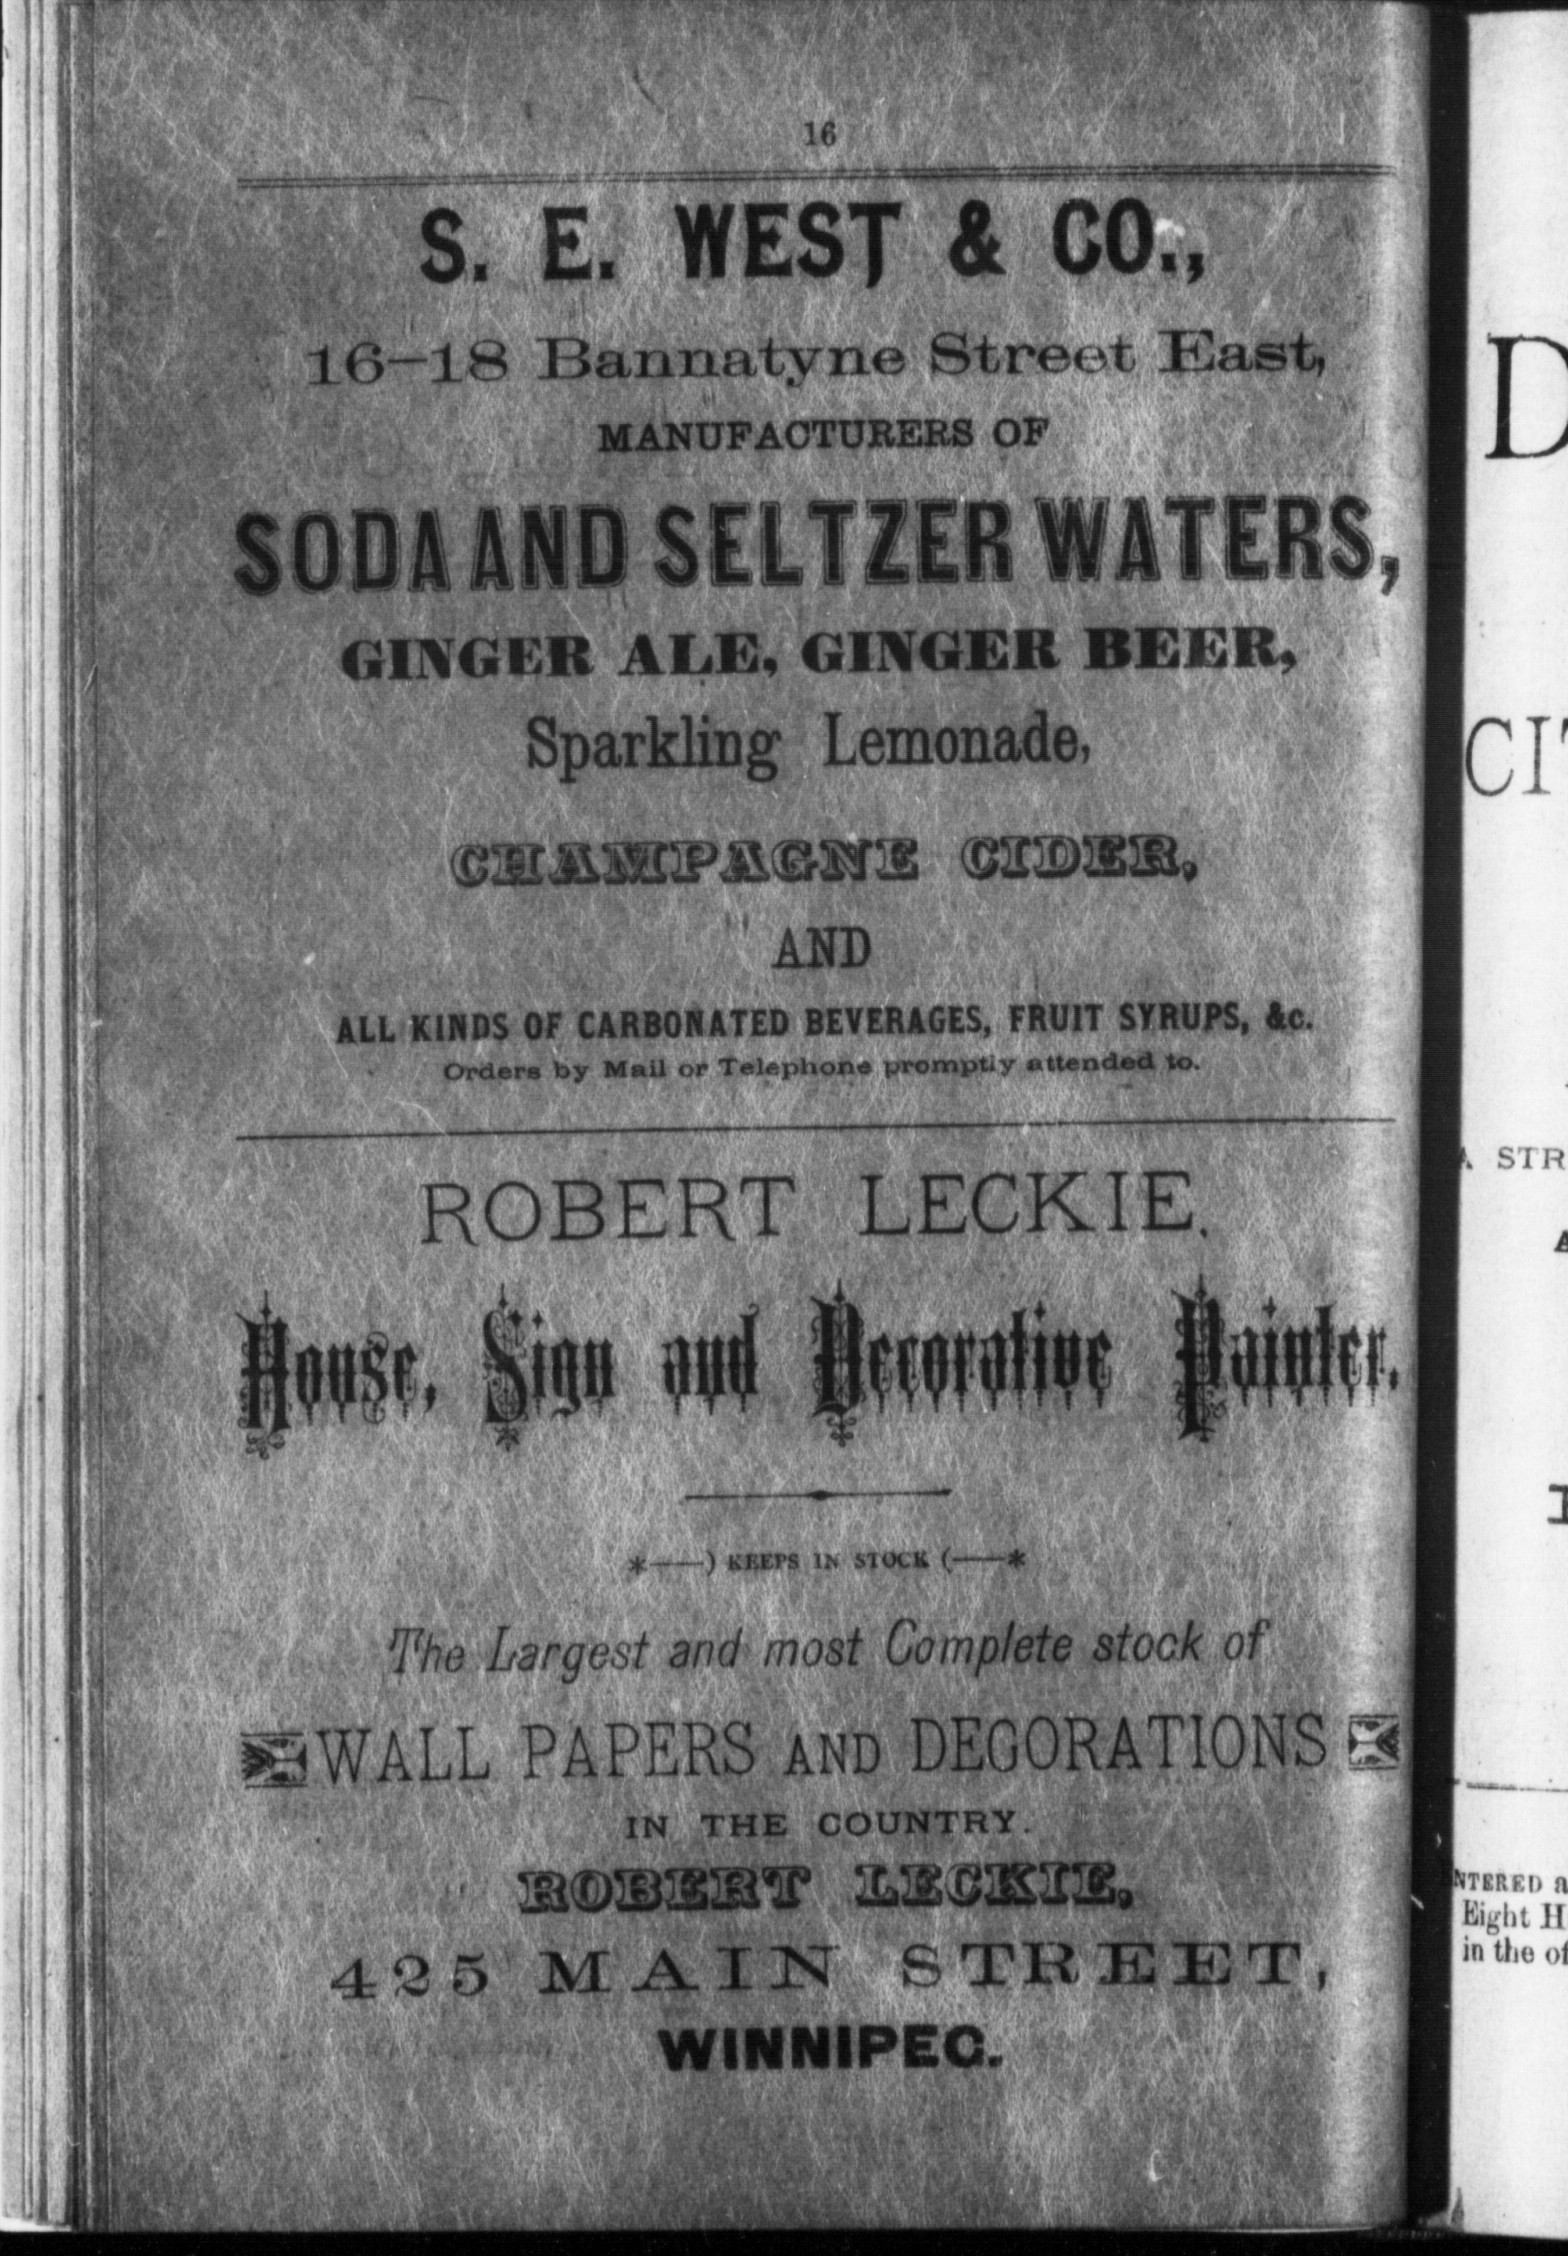 16
S. E. WEST & CO.,
16–18 Bannatyne Street East,
MANUFACTURERS OF
SODA AND SELTZER WATERS,
GINGER ALE, GINGER BEER,
Sparkling Lemonade,
CHAMPAGNE CIDER,
AND
ALL KINDS OF CARBONATED BEVERAGES, FRUIT SYRUPS, &c.
Orders by Mail or Telephone promptly attended to.
ROBERT LECKIE.
House, Sign and Decorative Painter.
*——) KEEPS IN STOCK (——*
The Largest and most Complete stock of
WALL PAPERS AND DECORATIONS
IN THE COUNTRY.
ROBERT LECKIE,
425 MAIN STREET,
WINNIPEG.
D
CI
A STR
NTERED a
Eight H
in the of